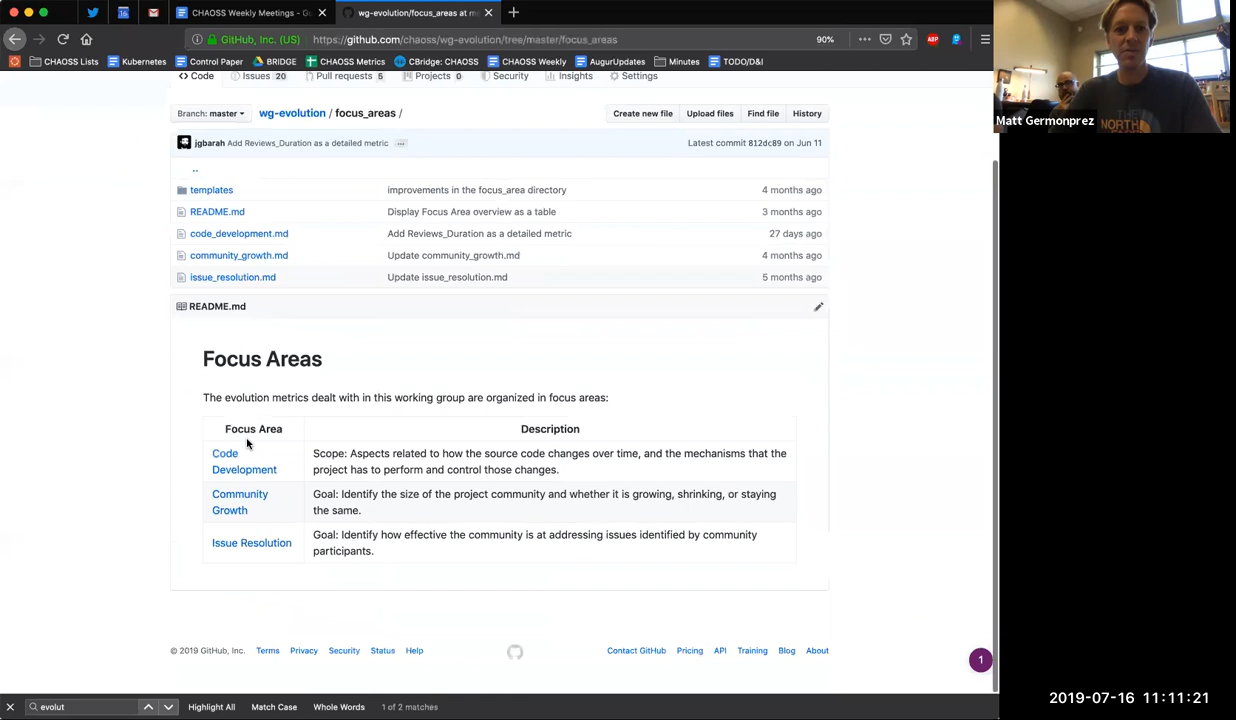 CHAOSS Weekly Meetings - G
wg-evolution/focus_areas at m
GitHub, Inc. (US)
https://github.com/chaoss/wg-evolution/tree/master/focus_areas
90%
CHAOSS Lists
Kubernetes
Control Paper
BRIDGE
CHAOSS Metrics
CBridge: CHAOSS
CHAOSS Weekly
AugurUpdates
Minutes
TODO/D&I
Code
Issues 20
Pull requests 5
Projects 0
Security
Insights
Settings
Branch: master
wg-evolution / focus_areas /
Create new file
Upload files
Find file
History
jgbarah Add Reviews_Duration as a detailed metric
Latest commit 812dc89 on Jun 11
..
templates improvements in the focus_area directory 4 months ago
README.md Display Focus Area overview as a table 3 months ago
code_development.md Add Reviews_Duration as a detailed metric 27 days ago
community_growth.md Update community_growth.md 4 months ago
issue_resolution.md Update issue_resolution.md 5 months ago
README.md
Focus Areas
The evolution metrics dealt with in this working group are organized in focus areas:
Focus Area Description
Code
Development
Scope: Aspects related to how the source code changes over time, and the mechanisms that the
project has to perform and control those changes.
Community
Growth
Goal: Identify the size of the project community and whether it is growing, shrinking, or staying
the same.
Issue Resolution
Goal: Identify how effective the community is at addressing issues identified by community
participants.
© 2019 GitHub, Inc.
Terms
Privacy
Security
Status
Help
Contact GitHub
Pricing
API
Training
Blog
About
1
evolut
Highlight All
Match Case
Whole Words
1 of 2 matches
Matt Germonprez
THE
NORTH
2019-07-16 11:11:21